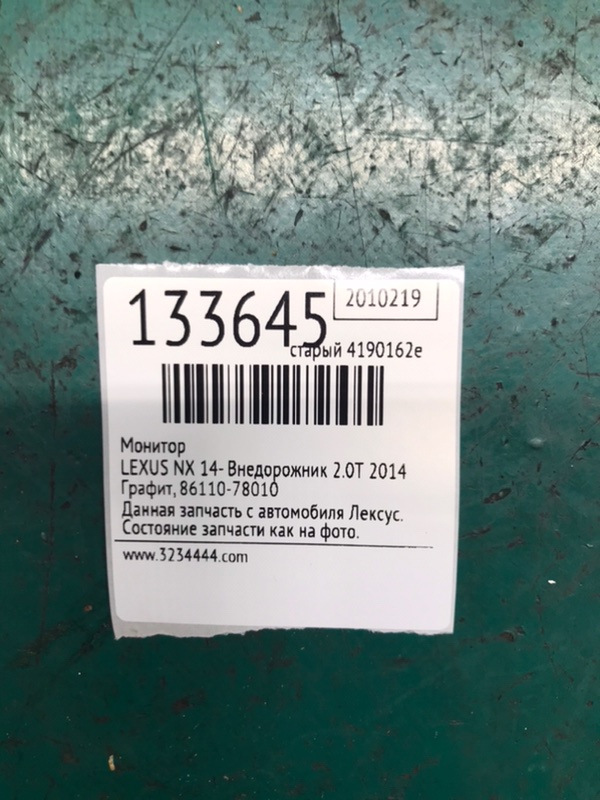 133645
2010219
старый 4190162е
Монитор
LEXUS NX 14- Внедорожник 2.0T 2014
Графит, 86110-78010
Данная запчасть с автомобиля Лексус.
Состояние запчасти как на фото.
www.3234444.com